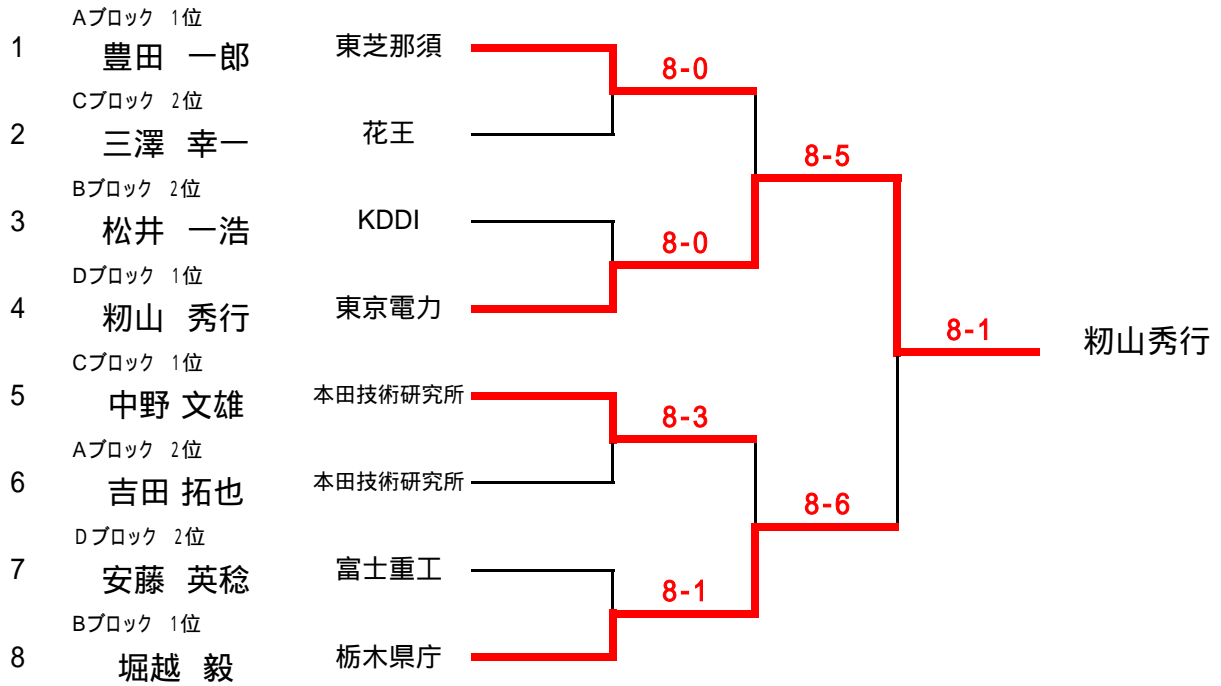 Aブロック 1位
1 豊田 一郎 東芝那須
8-0
Cブロック 2位
2 三澤 幸一 花王
8-5
Bブロック 2位
3 松井 一浩 KDDI
8-0
Dブロック 1位
4 籾山 秀行 東京電力
8-1 籾山秀行
Cブロック 1位
5 中野 文雄 本田技術研究所
8-3
Aブロック 2位
6 吉田 拓也 本田技術研究所
8-6
Dブロック 2位
7 安藤 英稔 富士重工
8-1
Bブロック 1位
8 堀越 毅 栃木県庁